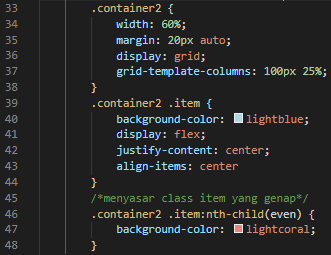 33 .container2 {
34 width: 60%;
35 margin: 20px auto;
36 display: grid;
37 grid-template-columns: 100px 25%;
38 }
39 .container2 .item {
40 background-color: lightblue;
41 display: flex;
42 justify-content: center;
43 align-items: center
44 }
45 /*menyasar class item yang genap*/
46 .container2 .item:nth-child(even) {
47 background-color: lightcoral;
48 }